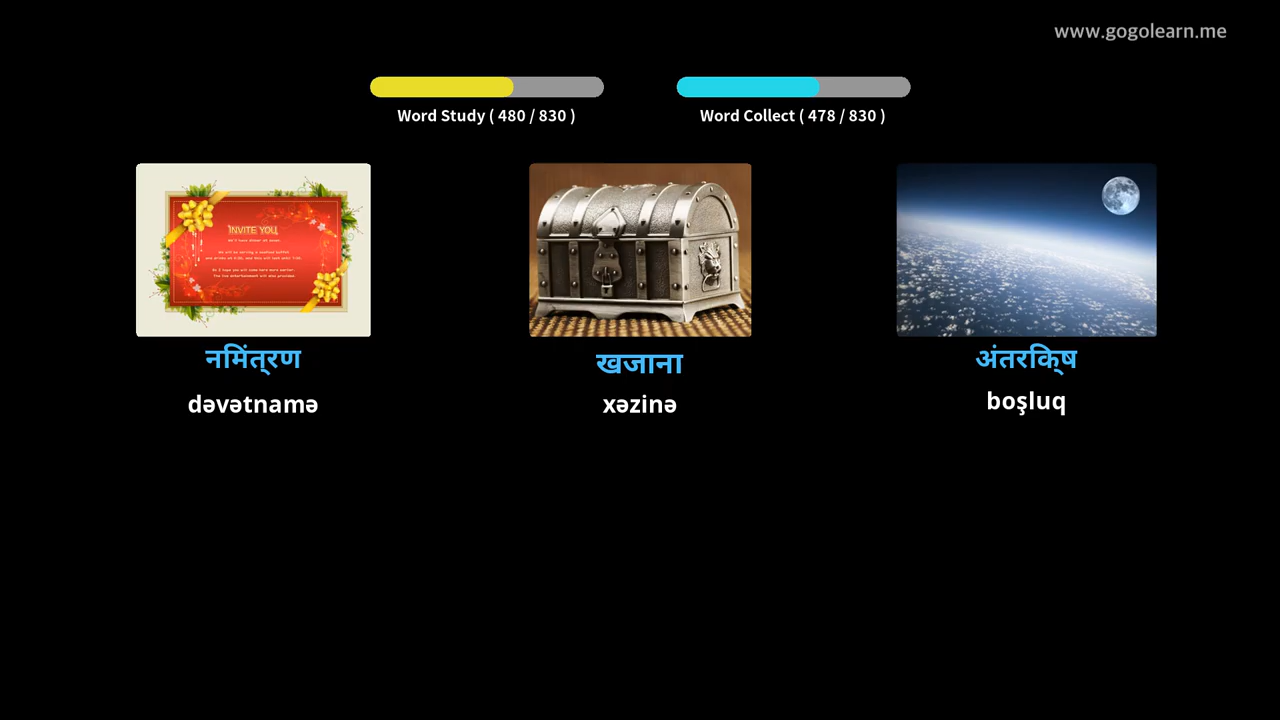 www.gogolearn.me
Word Study ( 480 / 830 )
Word Collect ( 478 / 830 )
INVITE YOU
नमिंत्रण
खजाना
अंतरकि्ष
dəvətnamə
xəzinə
boşluq